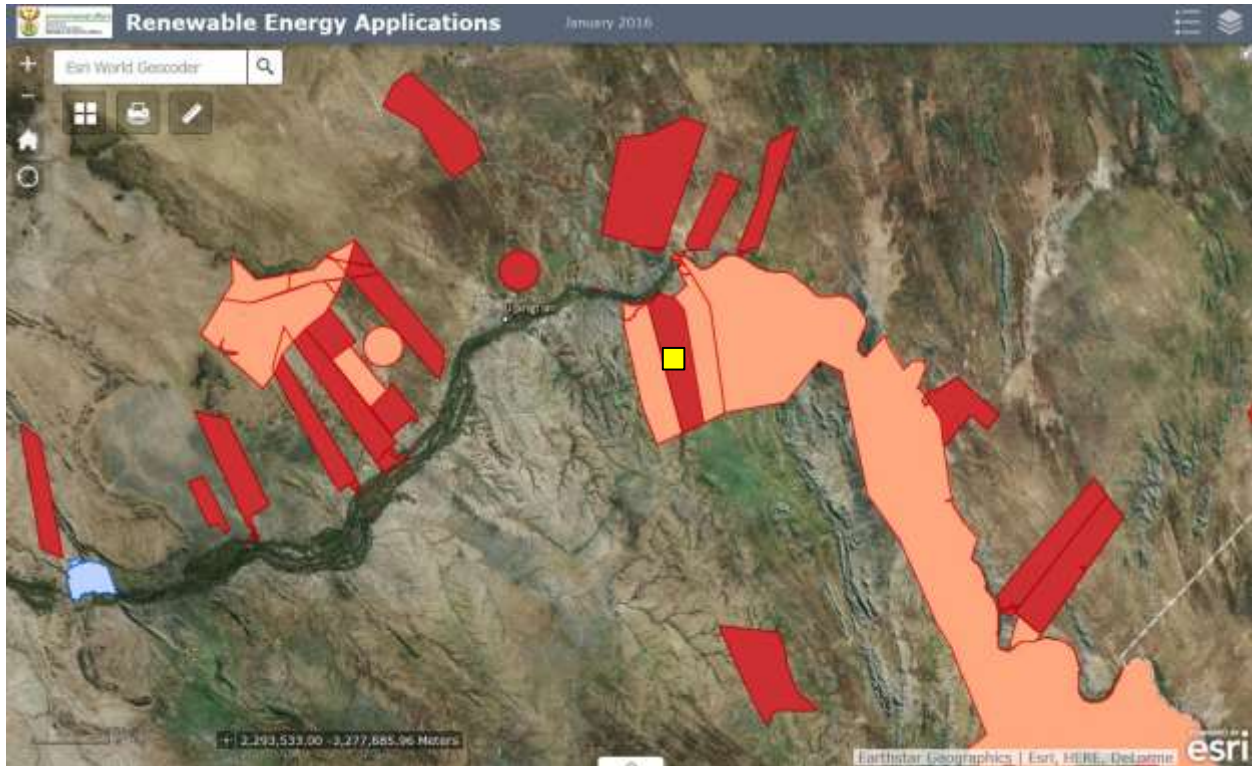 Renewable Energy Applications
January 2016
Esri World Geocoder
2,293,533.00 -3,277,685.96 Meters
Earthstar Geographics | Esri, HERE, DeLorme
esri